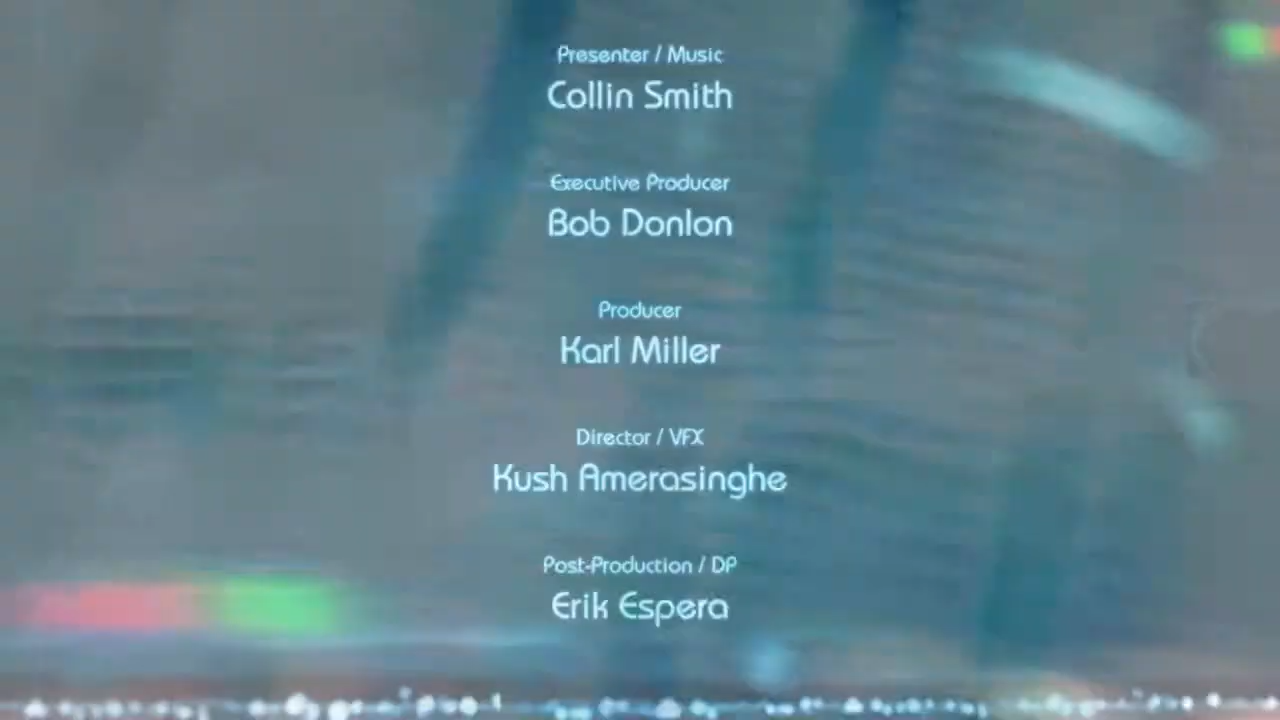 Presenter / Music
Collin Smith
Executive Producer
Bob Donlon
Producer
Karl Miller
Director / VFX
Kush Amerasinghe
Post-Production / DP
Erik Espera